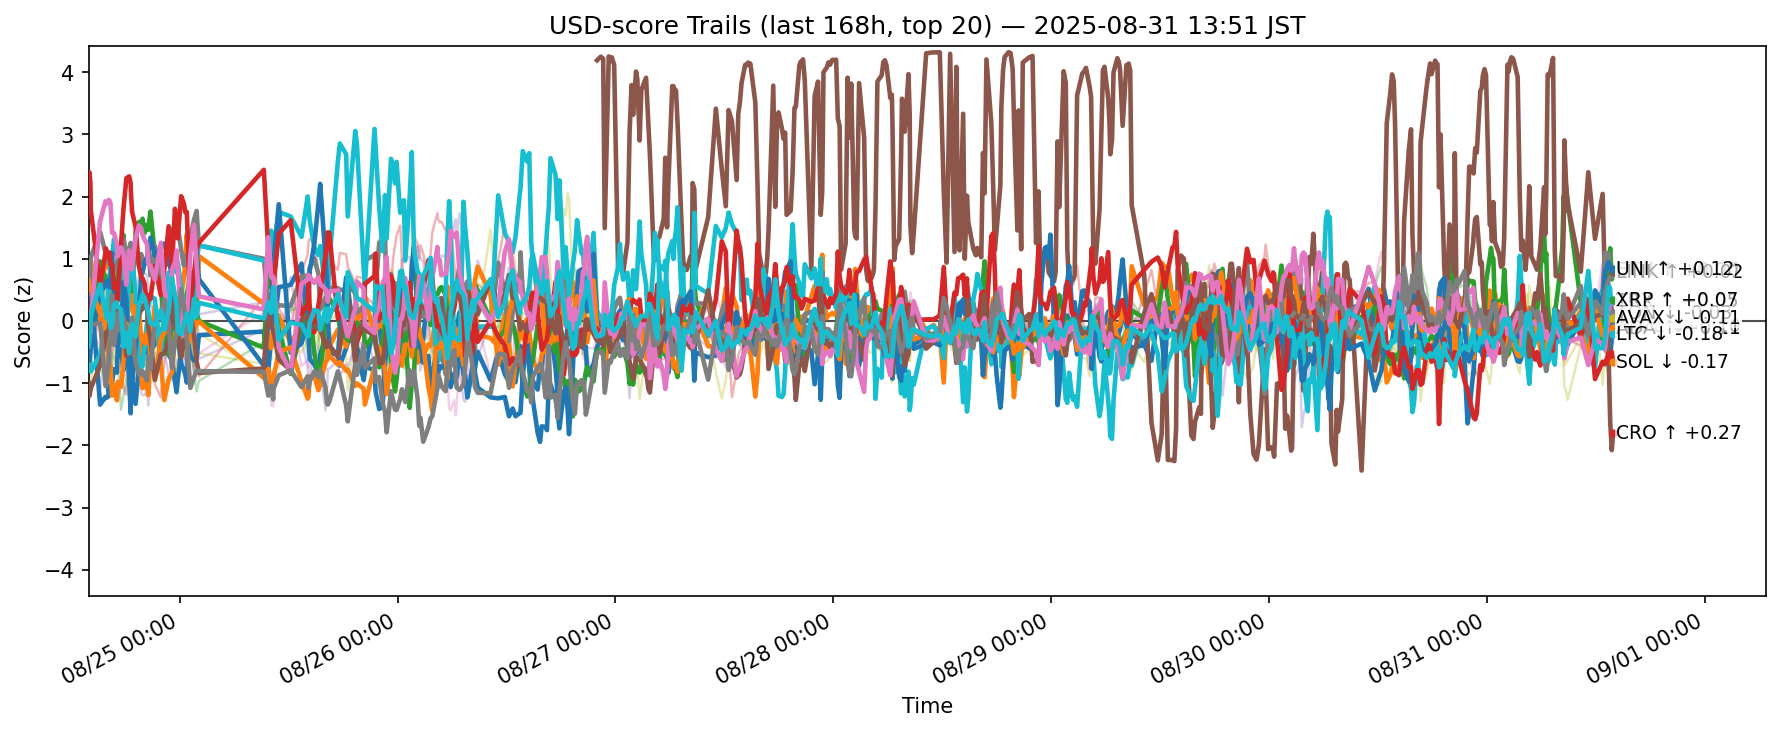 USD-score Trails (last 168h, top 20) — 2025-08-31 13:51 JST
Score (z)
4
3
2
1
0
−1
−2
−3
−4
UNI ↑ +0.12
XRP ↑ +0.07
AVAX ↓ -0.11
LTC ↓ -0.18
SOL ↓ -0.17
CRO ↑ +0.27
08/25 00:00
08/26 00:00
08/27 00:00
08/28 00:00
08/29 00:00
08/30 00:00
08/31 00:00
09/01 00:00
Time